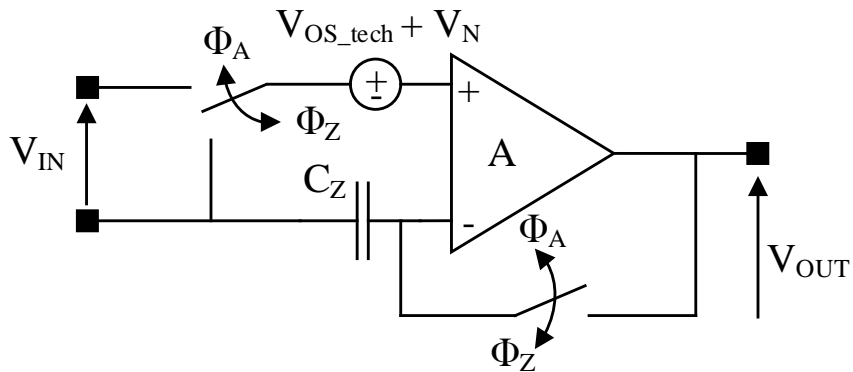 V_OS_tech + V_N
Φ_A
Φ_Z
+
-
+
A
V_IN
C_Z
-
Φ_A
V_OUT
Φ_Z